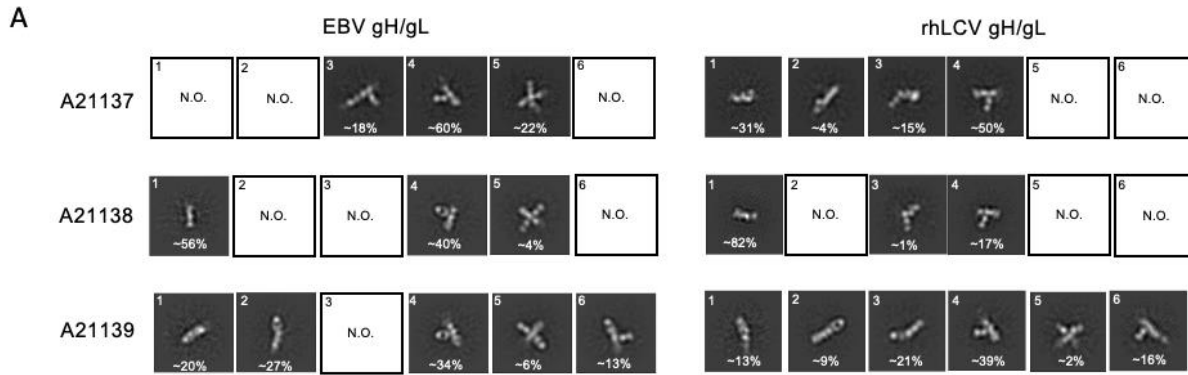 A
EBV gH/gL
rhLCV gH/gL
A21137
1 N.O.
2 N.O.
3 ~18%
4 ~60%
5 ~22%
6 N.O.
1 ~31%
2 ~4%
3 ~15%
4 ~50%
5 N.O.
6 N.O.
A21138
1 ~56%
2 N.O.
3 N.O.
4 ~40%
5 ~4%
6 N.O.
1 ~82%
2 N.O.
3 ~1%
4 ~17%
5 N.O.
6 N.O.
A21139
1 ~20%
2 ~27%
3 N.O.
4 ~34%
5 ~6%
6 ~13%
1 ~13%
2 ~9%
3 ~21%
4 ~39%
5 ~2%
6 ~16%